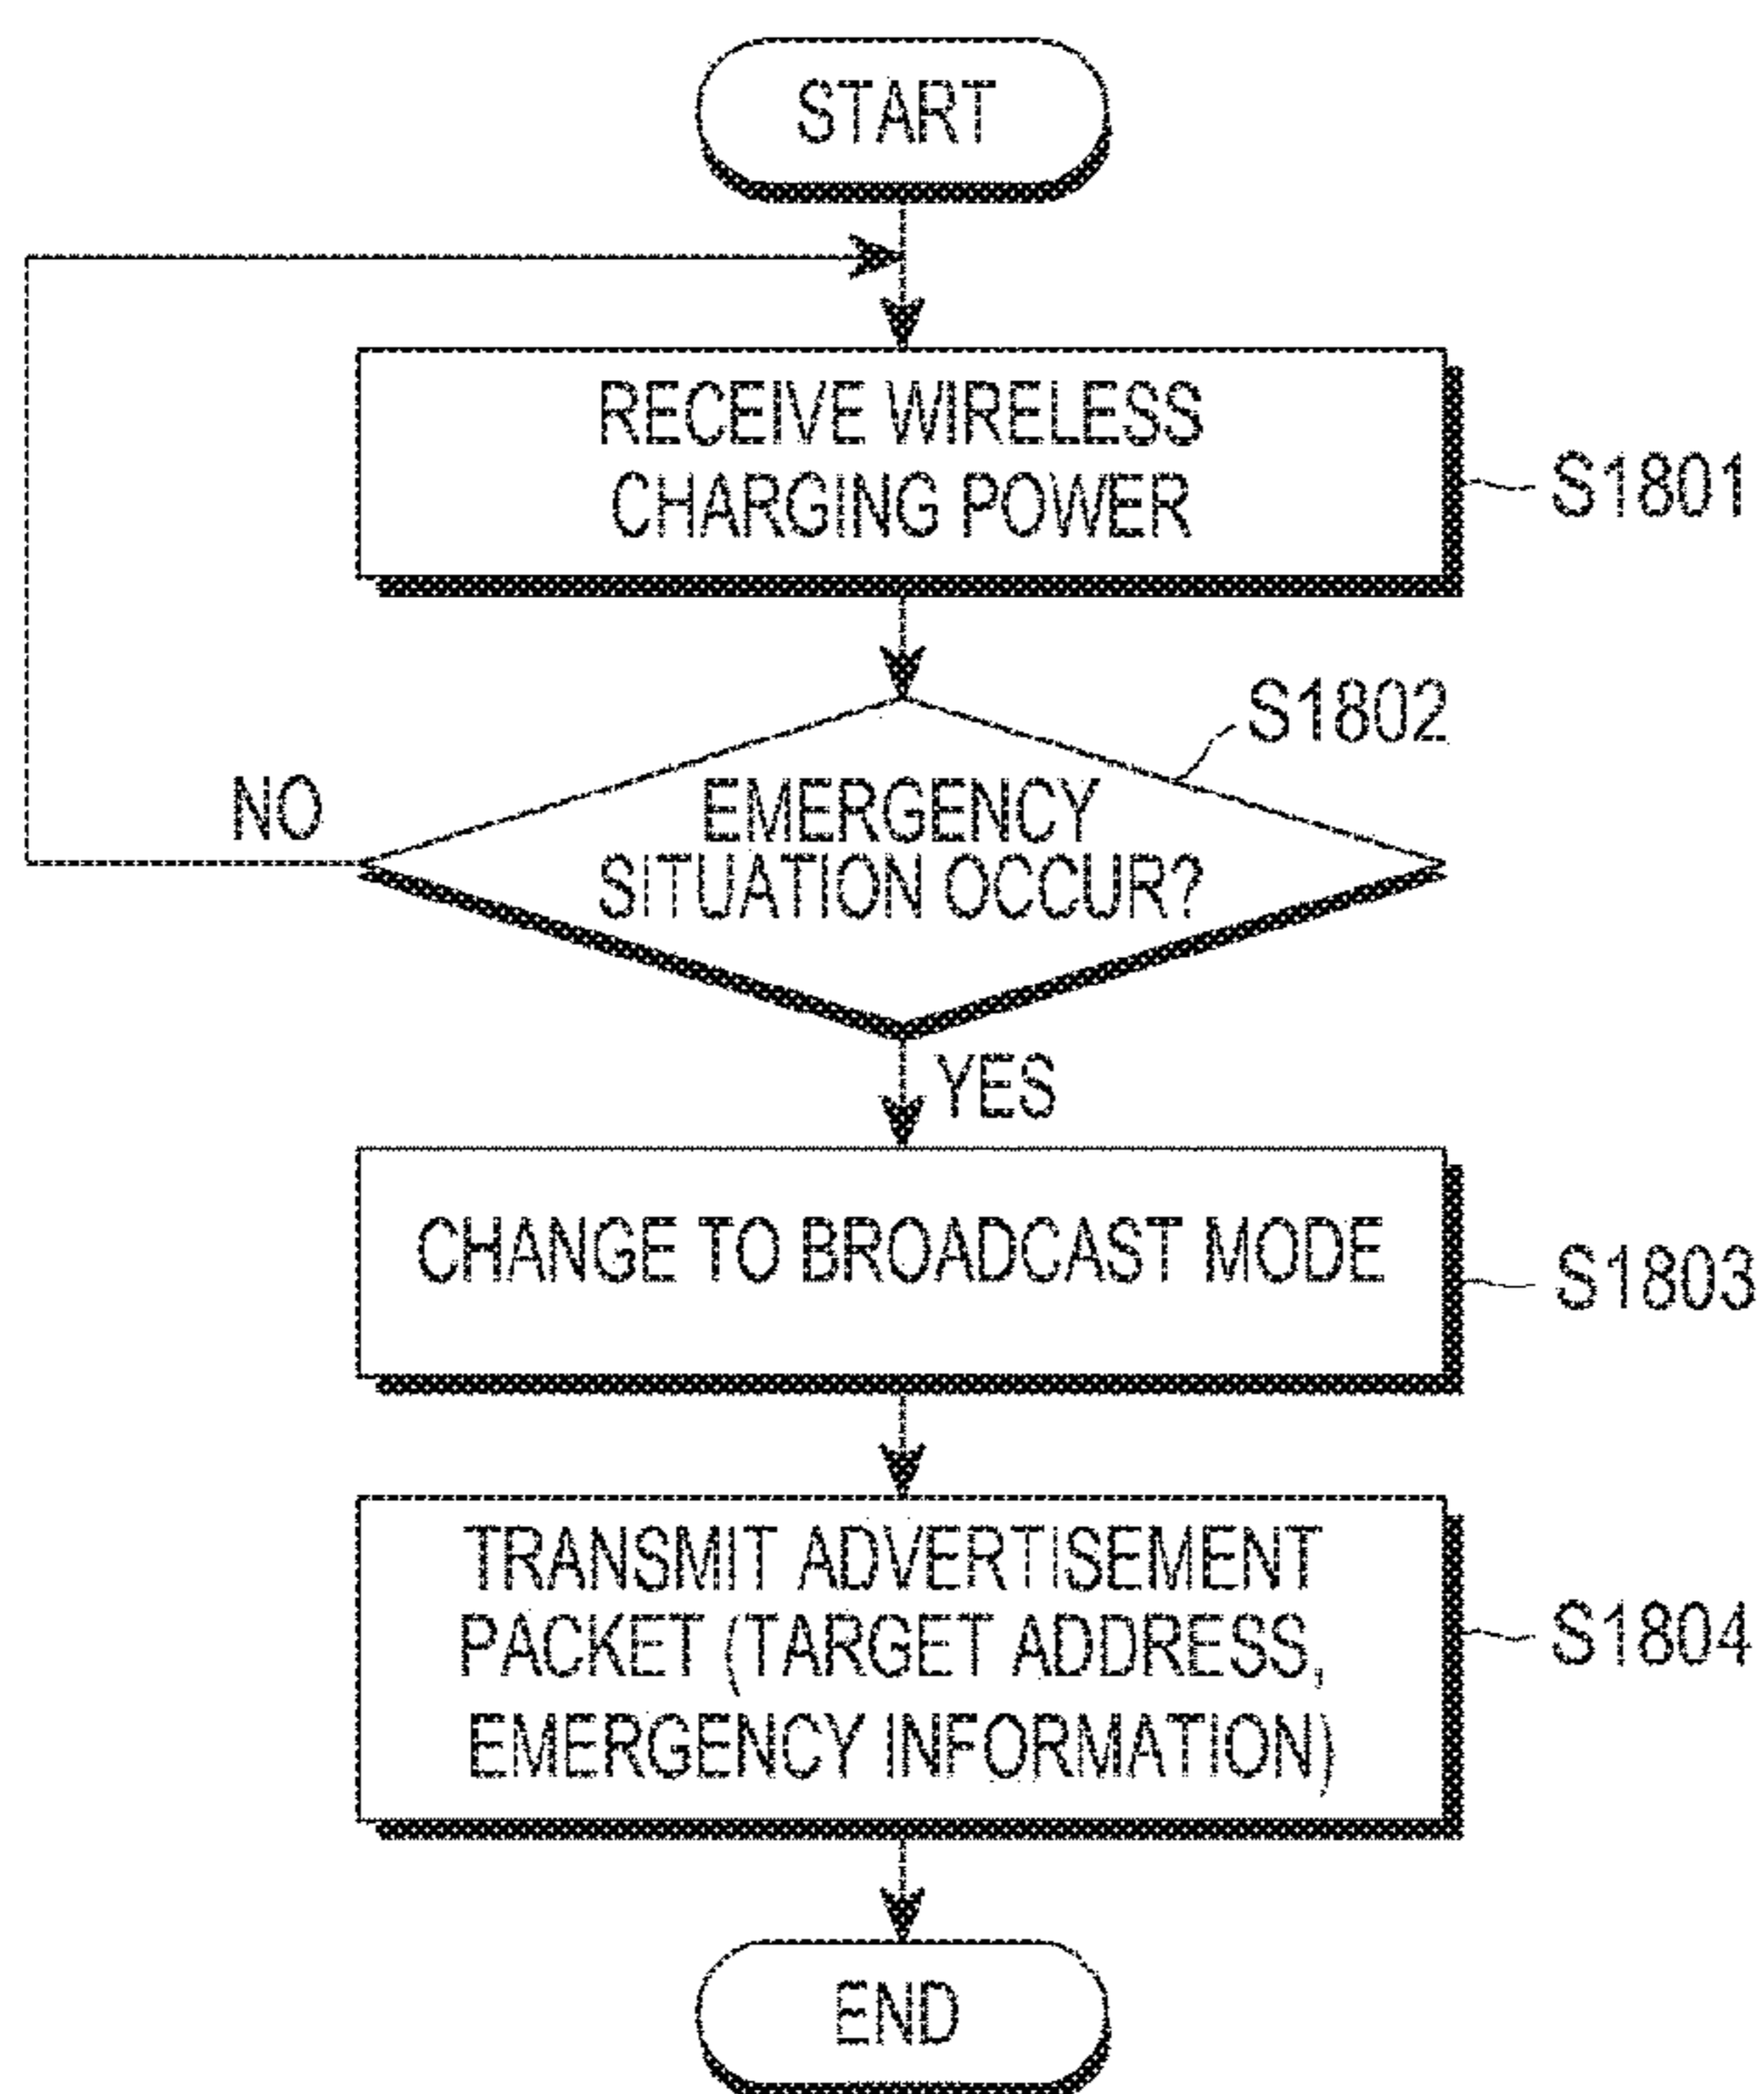 START
RECEIVE WIRELESS
CHARGING POWER
S1801
S1802
EMERGENCY
SITUATION OCCUR?
NO
YES
CHANGE TO BROADCAST MODE
S1803
TRANSMIT ADVERTISEMENT
PACKET (TARGET ADDRESS,
EMERGENCY INFORMATION)
S1804
END